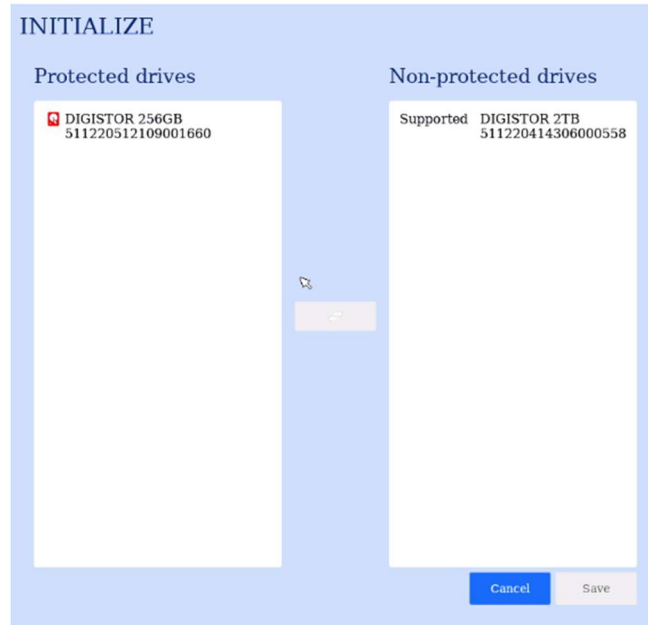 INITIALIZE
Protected drives
DIGISTOR 256GB
511220512109001660
Non-protected drives
Supported DIGISTOR 2TB
511220414306000558
Cancel Save